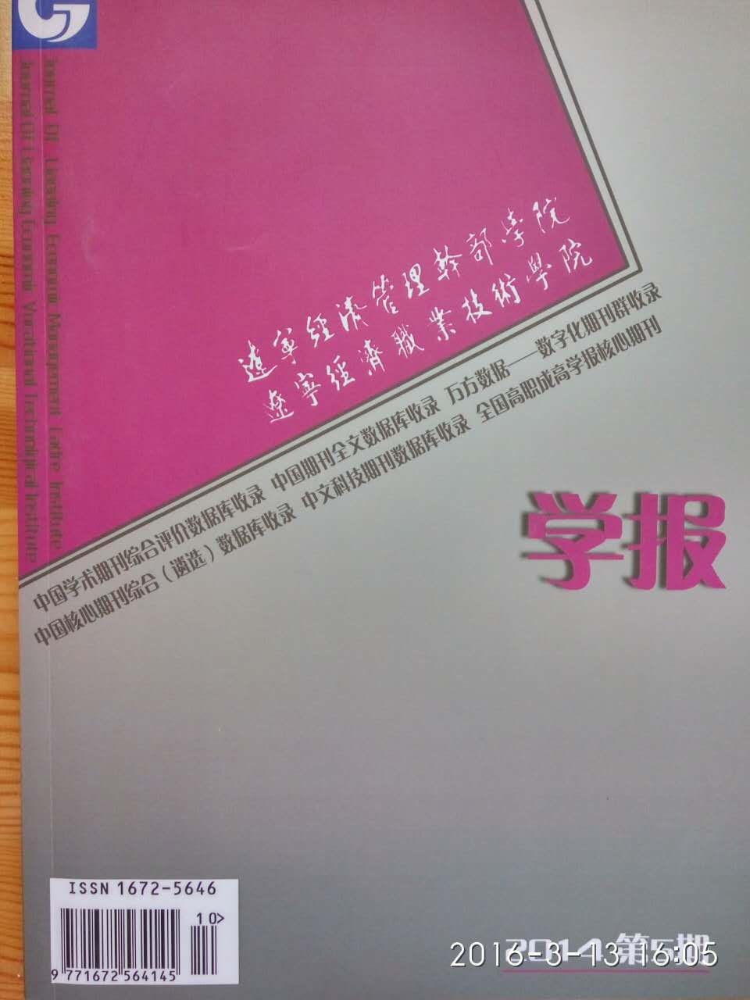 Journal Of Liaoning Economic Management Cadre Institute
Journal Of Liaoning Economic Vocational Technological Institute
遼寧經濟管理幹部學院
遼寧經濟職業技術學院
中国学术期刊综合评价数据库收录 中国期刊全文数据库收录 万方数据——数字化期刊群收录
中国核心期刊综合（遴选）数据库收录 中文科技期刊数据库收录 全国高职成高学报核心期刊
学报
ISSN 1672-5646
10>
9 771672 564145
2014 第5期
2016-3-13 16:05